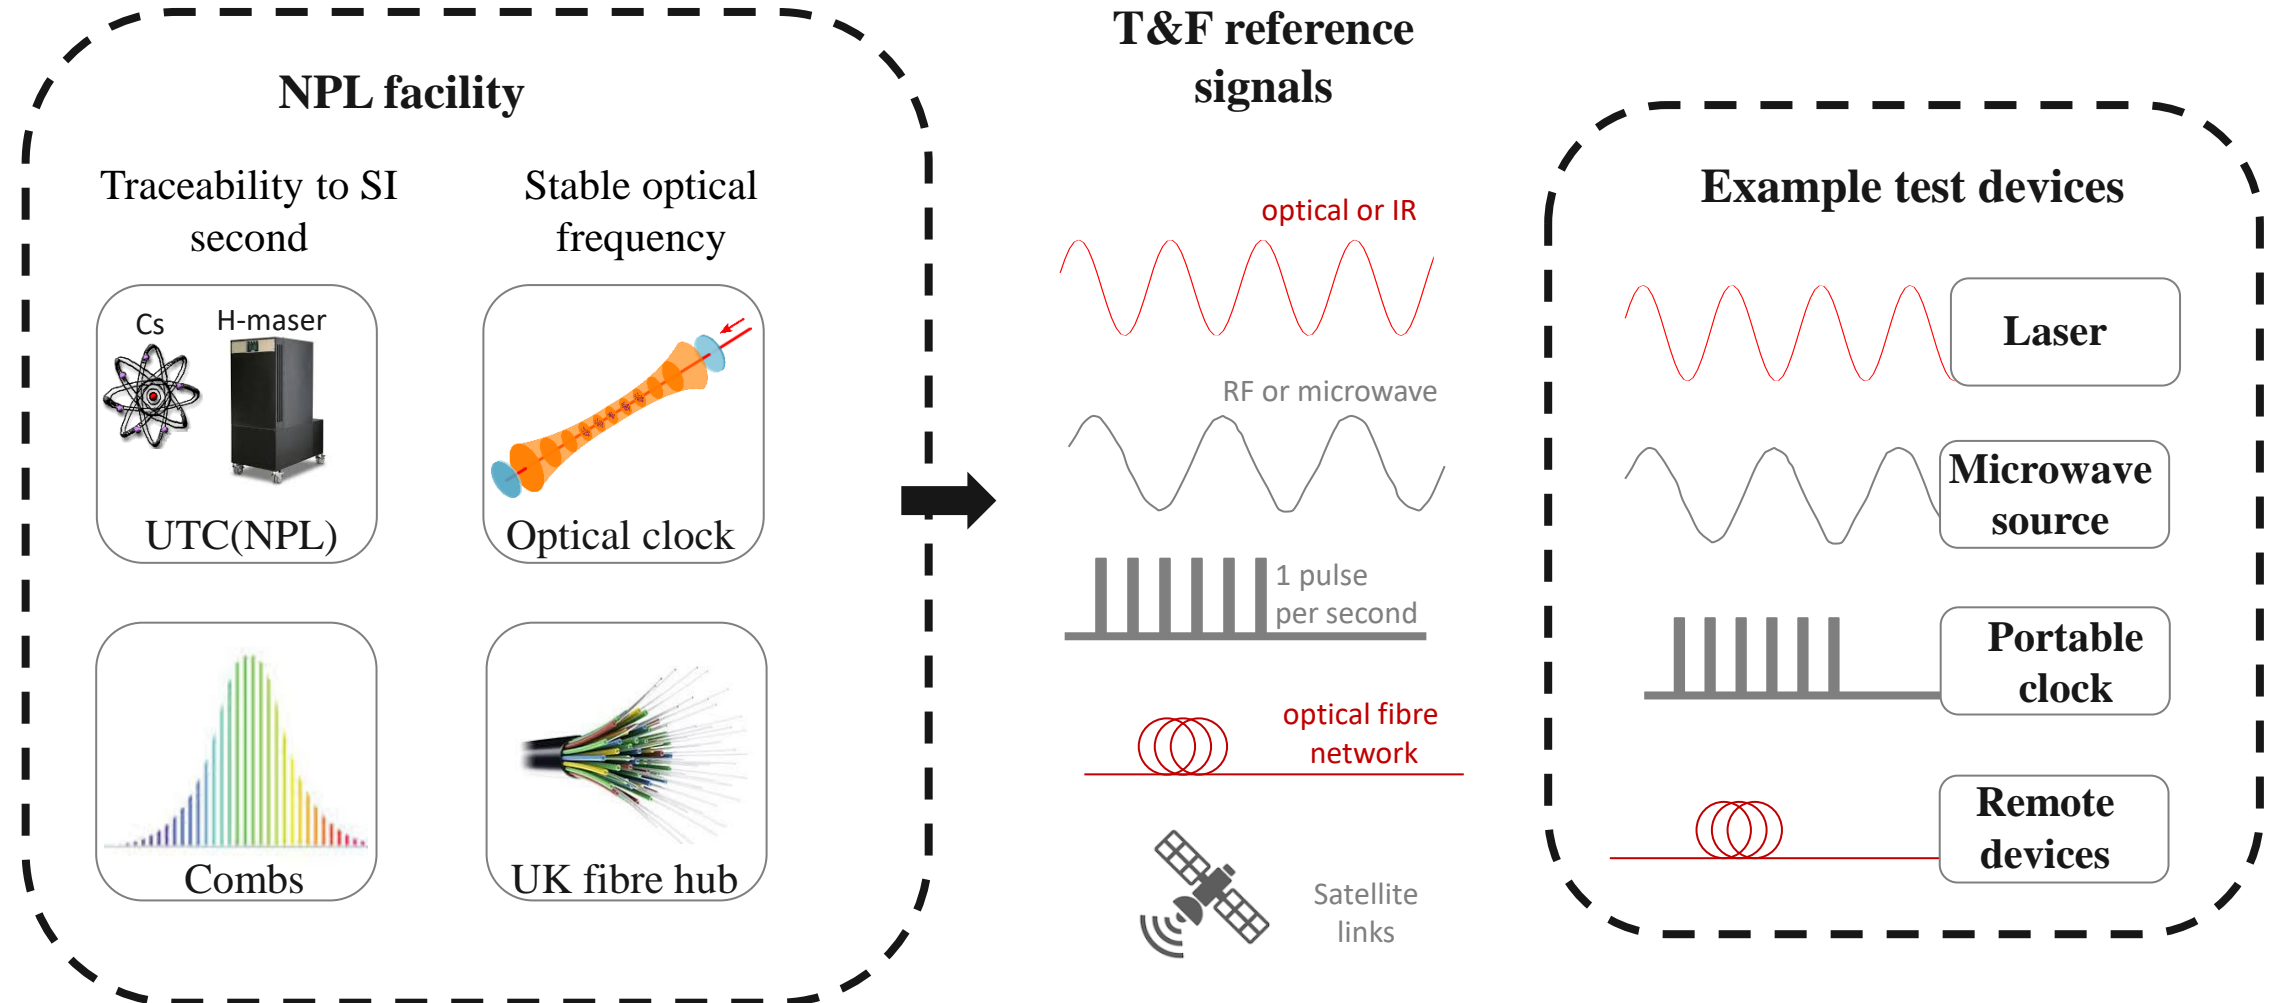 NPL facility
Traceability to SI
second
Stable optical
frequency
Cs
H-maser
UTC(NPL)
Optical clock
Combs
UK fibre hub
T&F reference
signals
optical or IR
RF or microwave
1 pulse
per second
optical fibre
network
Satellite
links
Example test devices
Laser
Microwave
source
Portable
clock
Remote
devices